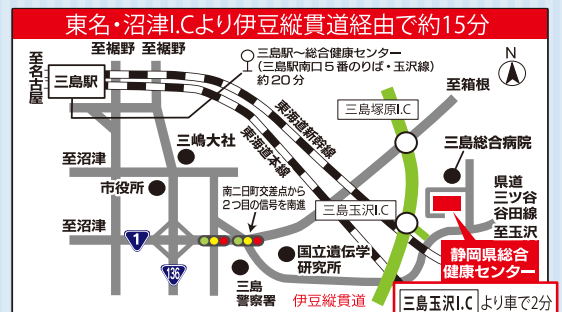 東名・沼津I.Cより伊豆縦貫道経由で約15分
至裾野
至裾野
至名古屋
三島駅
三島駅〜総合健康センター
(三島駅南口5番のりば・玉沢線)
約20分
N
至箱根
三島塚原I.C
東海道新幹線
東海道本線
三嶋大社
至沼津
市役所
三島総合病院
県道
三ツ谷
谷田線
至玉沢
南二日町交差点から
2つ目の信号を南進
三島玉沢I.C
至沼津
1
136
国立遺伝学
研究所
三島
警察署
伊豆縦貫道
静岡県総合
健康センター
三島玉沢I.Cより車で2分